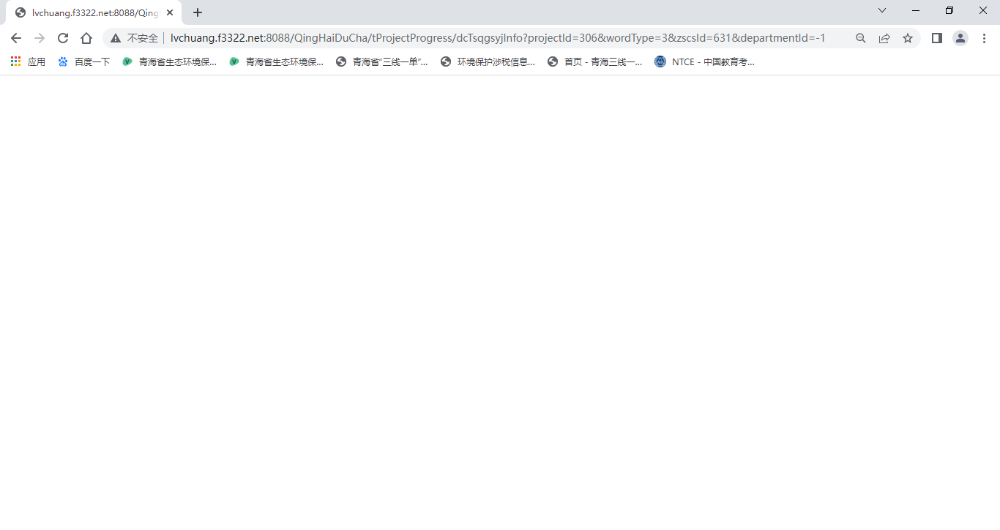 lvchuang.f3322.net:8088/Qing
不安全 lvchuang.f3322.net:8088/QingHaiDuCha/tProjectProgress/dcTsqgsyjInfo?projectId=306&wordType=3&zscsId=631&departmentId=-1
应用 百度一下 青海省生态环境保... 青海省生态环境保... 青海省“三线一单”... 环境保护涉税信息... 首页 - 青海三线一... NTCE - 中国教育考...